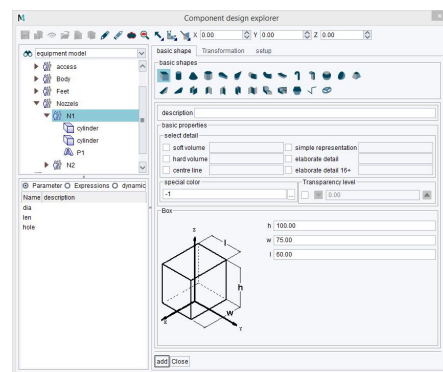 M Component design explorer
X 0.00 Y 0.00 Z 0.00
equipment model
access
Body
Feet
Nozzels
N1
cylinder
cylinder
P1
N2
Parameter Expressions dynamic
Name description
dia
len
hole
basic shape Transformation setup
basic shapes
description
basic properties
select detail
soft volume simple representation
hard volume elaborate detail
centre line elaborate detail 16+
special color Transparency level
-1 ... 0.00
Box
h 100.00
w 75.00
l 60.00
z
l
h
w
x
Y
add Close